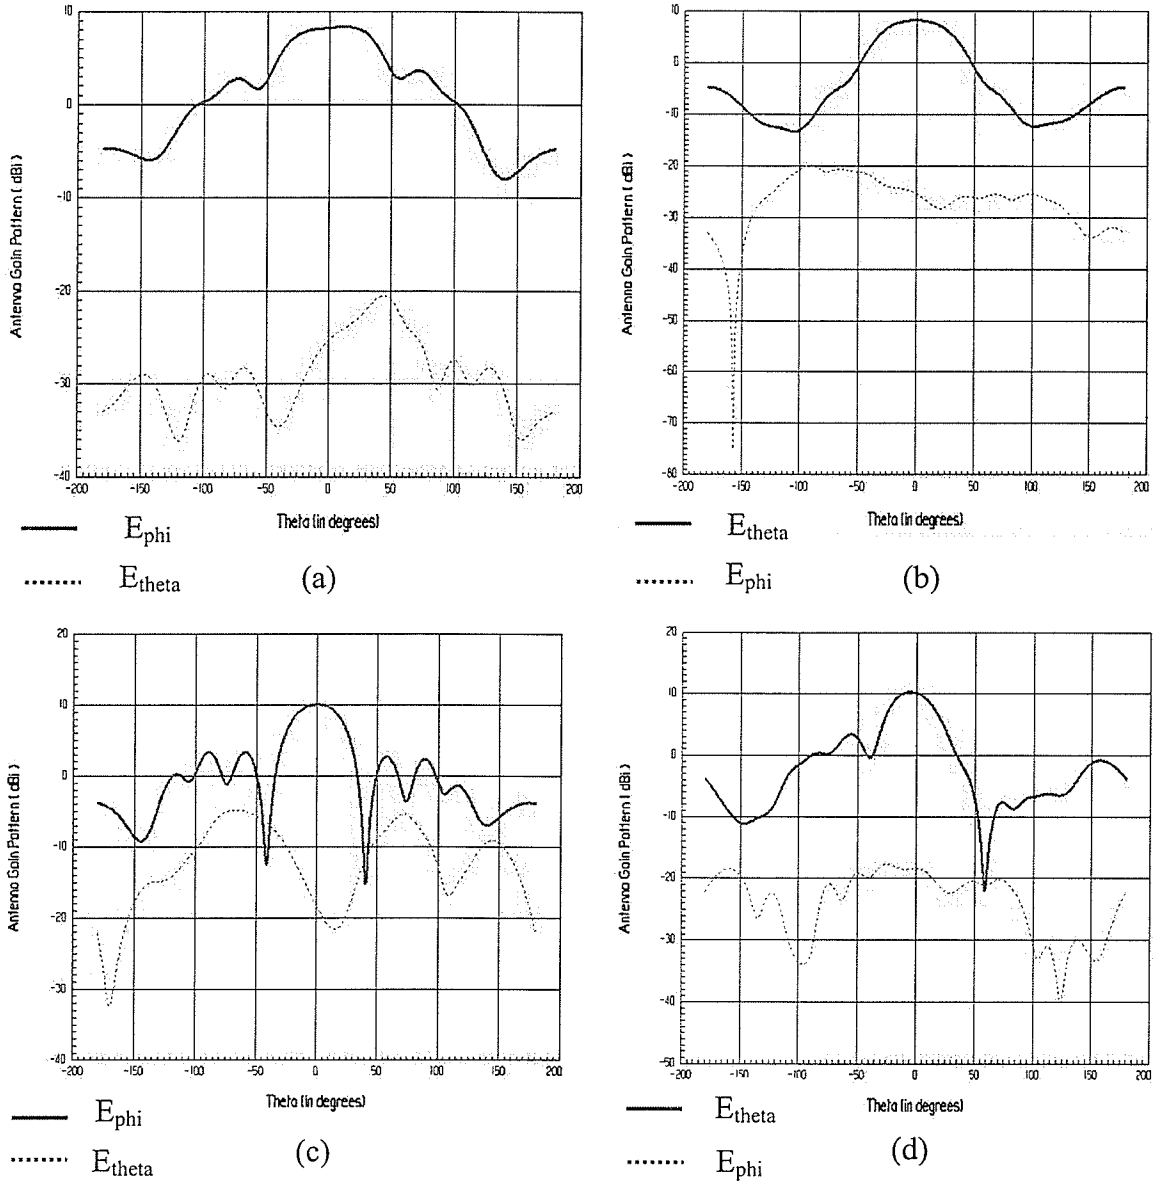 10
0
-10
-20
-30
-40
-200 -150 -100 -50 0 50 100 150 200
Antenna Gain Pattern ( dBi )
Theta (in degrees)
E_phi
E_theta
(a)
10
0
-10
-20
-30
-40
-50
-60
-70
-80
-200 -150 -100 -50 0 50 100 150 200
Antenna Gain Pattern ( dBi )
Theta (in degrees)
E_theta
E_phi
(b)
20
10
0
-10
-20
-30
-40
-200 -150 -100 -50 0 50 100 150 200
Antenna Gain Pattern ( dBi )
Theta (in degrees)
E_phi
E_theta
(c)
20
10
0
-10
-20
-30
-40
-50
-200 -150 -100 -50 0 50 100 150 200
Antenna Gain Pattern ( dBi )
Theta (in degrees)
E_theta
E_phi
(d)